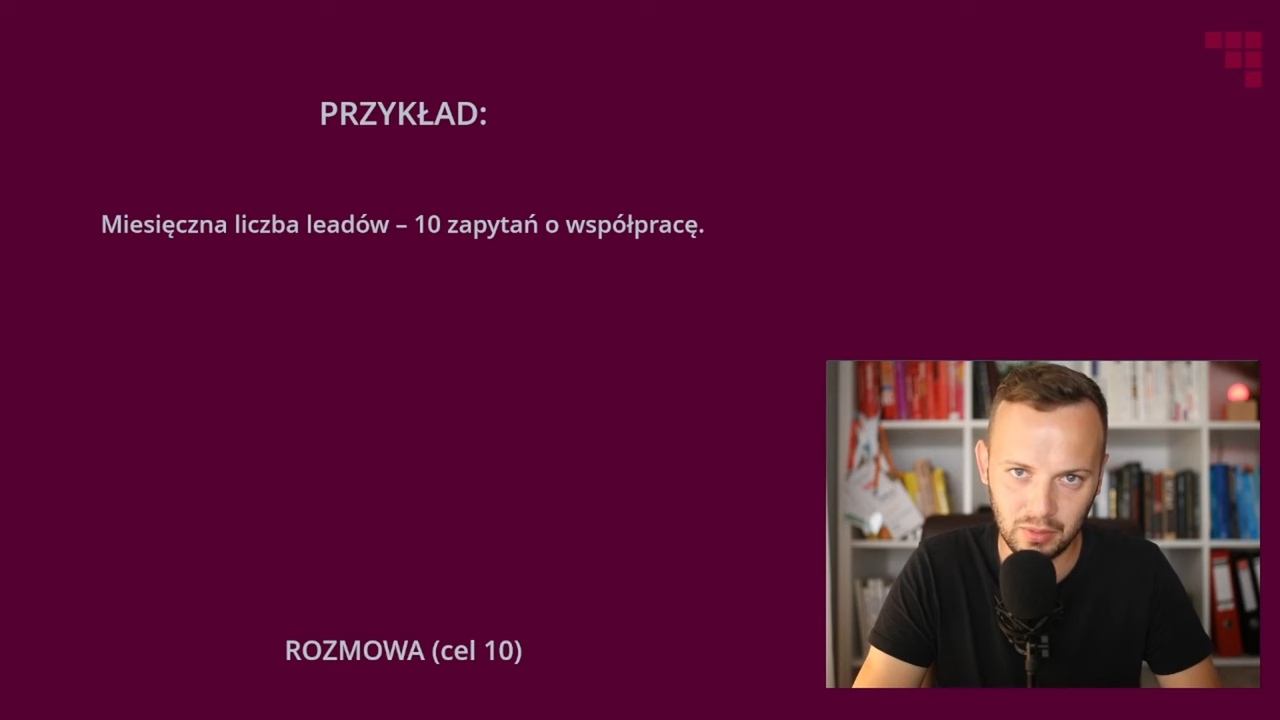 PRZYKŁAD:
Miesięczna liczba leadów – 10 zapytań o współpracę.
ROZMOWA (cel 10)